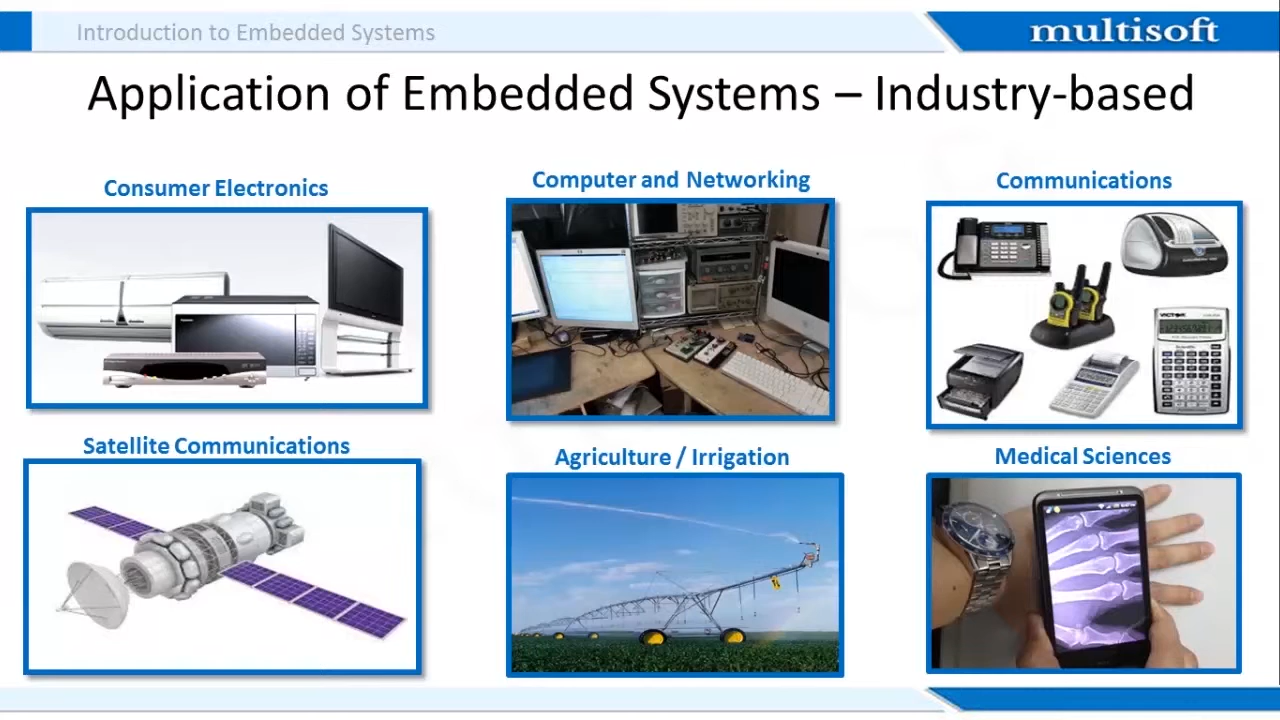 Introduction to Embedded Systems
multisoft
Application of Embedded Systems – Industry-based
Consumer Electronics
Computer and Networking
Communications
VICTOR
Satellite Communications
Agriculture / Irrigation
Medical Sciences